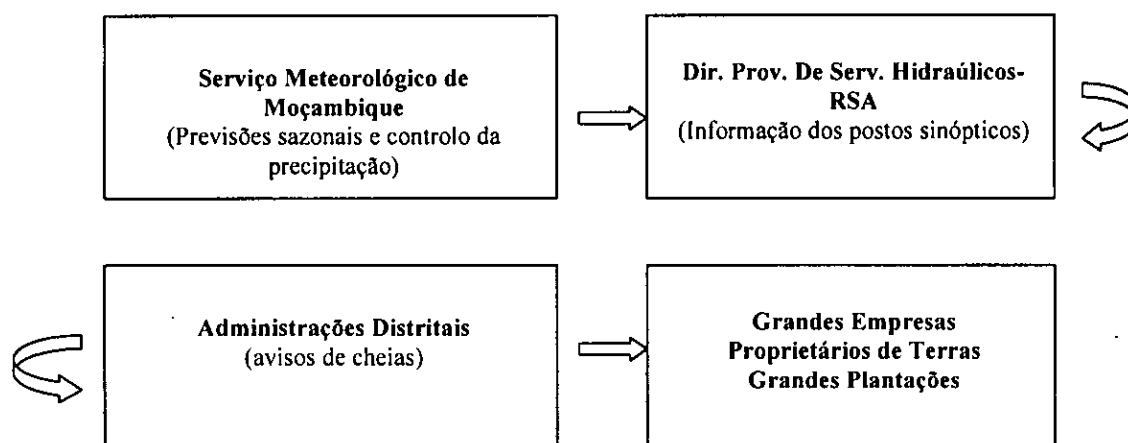 Serviço Meteorológico de
Moçambique
(Previsões sazonais e controlo da
precipitação)
Dir. Prov. De Serv. Hidraúlicos-
RSA
(Informação dos postos sinópticos)
Administrações Distritais
(avisos de cheias)
Grandes Empresas
Proprietários de Terras
Grandes Plantações